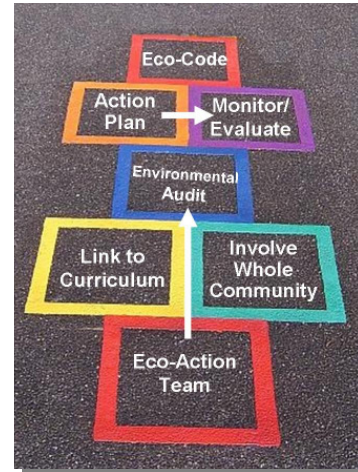 Eco-Code
Action
Plan
Monitor/
Evaluate
Environmental
Audit
Link to
Curriculum
Involve
Whole
Community
Eco-Action
Team